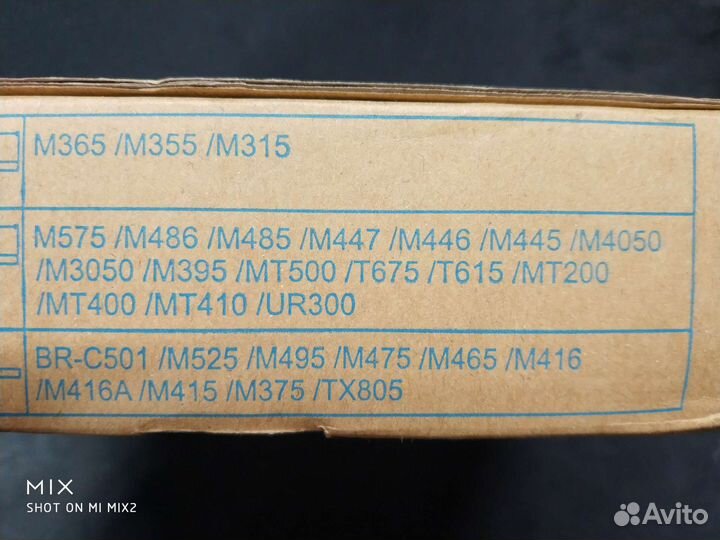 M365 /M355 /M315
M575 /M486 /M485 /M447 /M446 /M445 /M4050
/M3050 /M395 /MT500 /T675 /T615 /MT200
/MT400 /MT410 /UR300
BR-C501 /M525 /M495 /M475 /M465 /M416
/M416A /M415 /M375 /TX805
MIX
SHOT ON MI MIX2
Avito